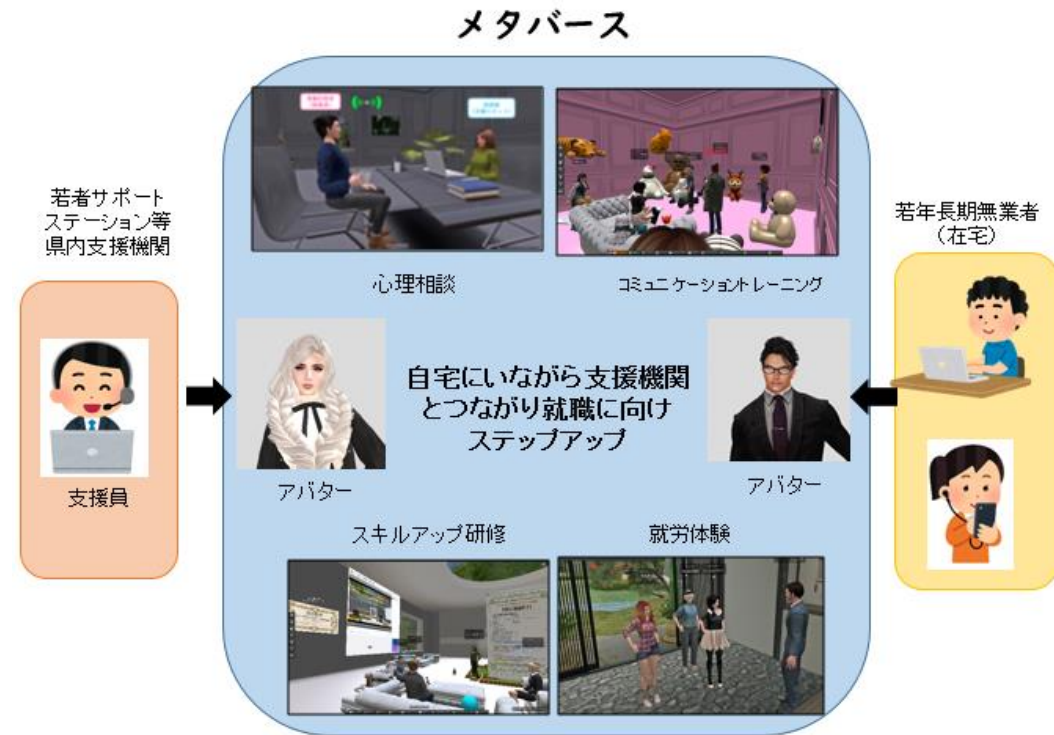 メタバース
若者サポート
ステーション等
県内支援機関
支援員
心理相談
コミュニケーショントレーニング
アバター
自宅にいながら支援機関
とつながり就職に向け
ステップアップ
アバター
スキルアップ研修
就労体験
若年長期無業者
(在宅)